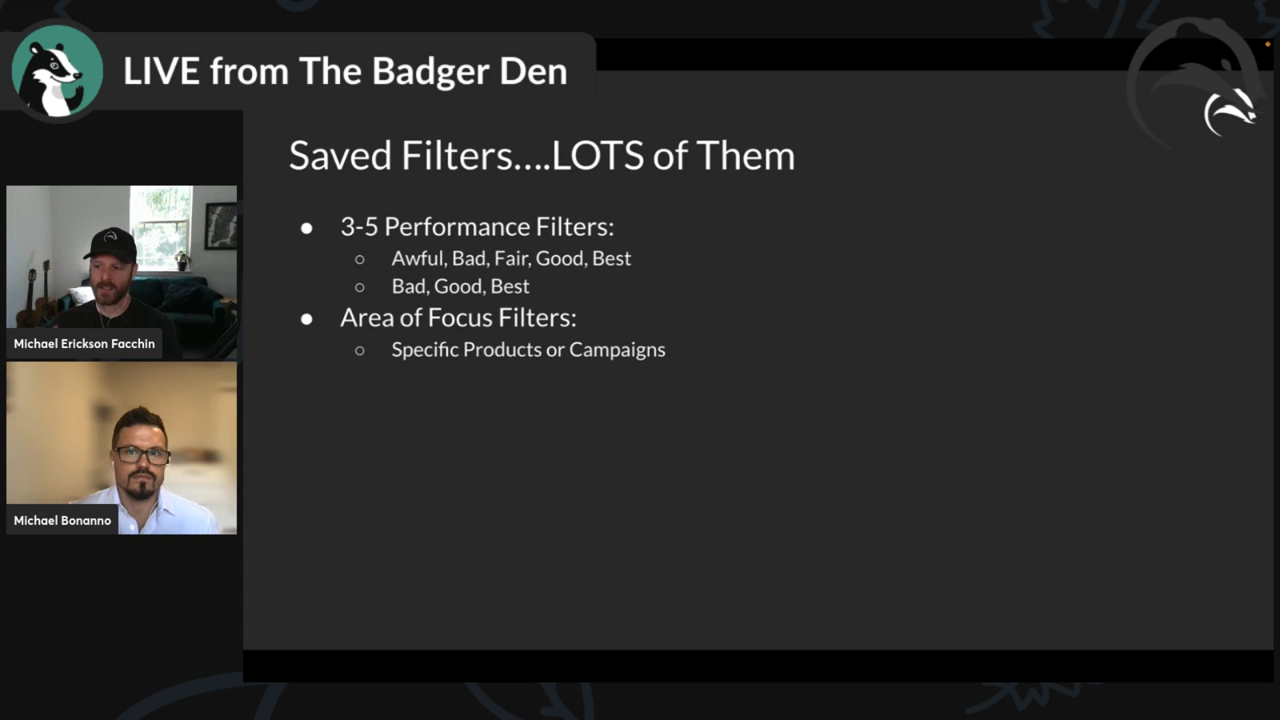 LIVE from The Badger Den
Saved Filters....LOTS of Them
● 3-5 Performance Filters:
○ Awful, Bad, Fair, Good, Best
○ Bad, Good, Best
● Area of Focus Filters:
○ Specific Products or Campaigns
Michael Erickson Facchin
Michael Bonanno